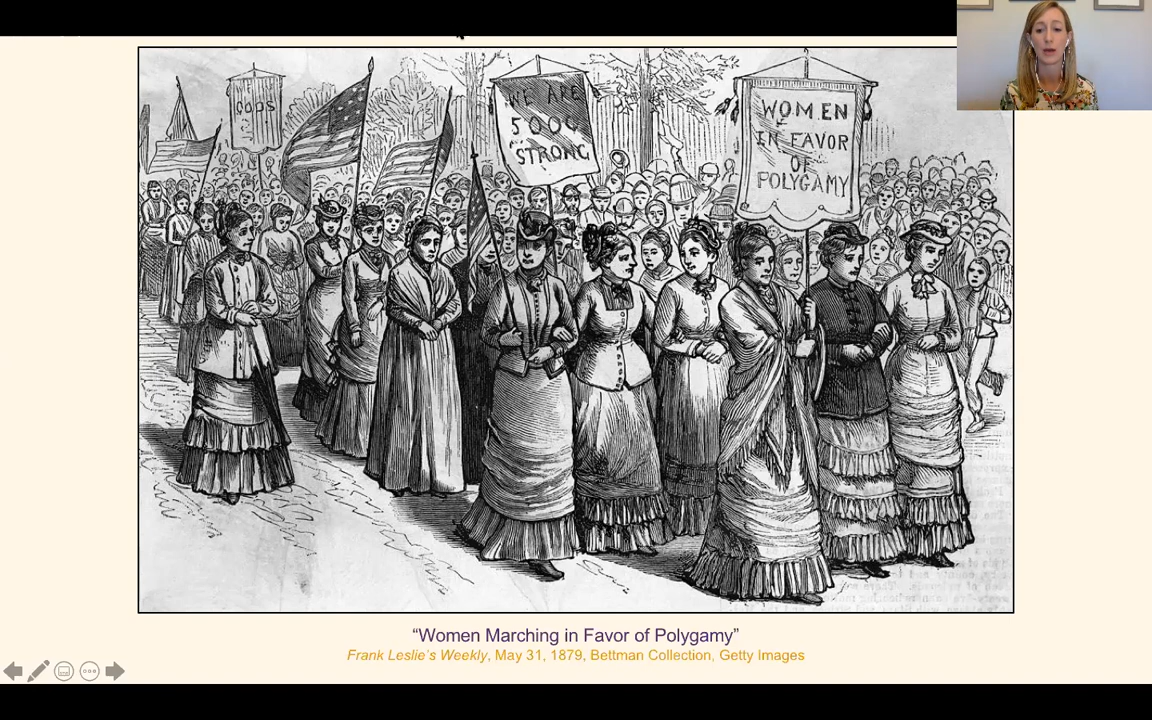 GODS
WE ARE
5000
STRONG
WOMEN
IN FAVOR
OF
POLYGAMY
“Women Marching in Favor of Polygamy”
Frank Leslie’s Weekly, May 31, 1879, Bettman Collection, Getty Images